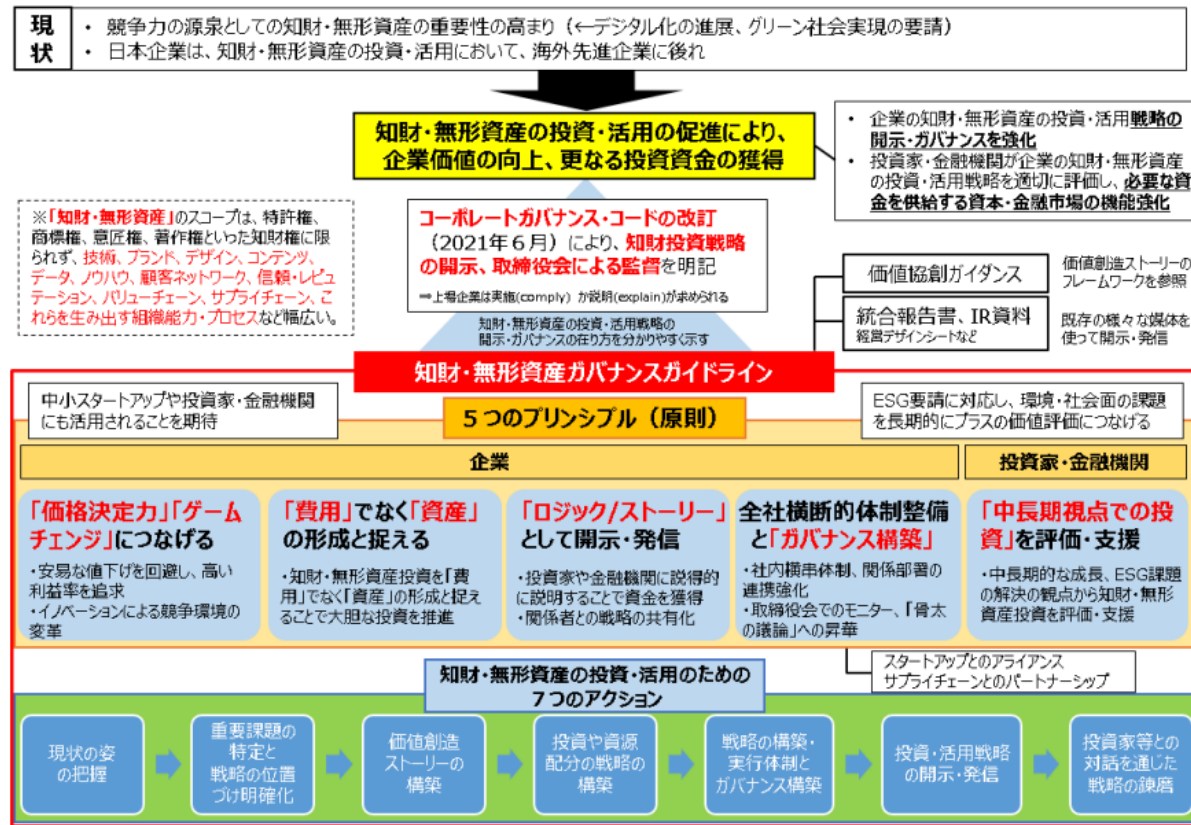 現
状
・ 競争力の源泉としての知財・無形資産の重要性の高まり(←デジタル化の進展、グリーン社会実現の要請)
・ 日本企業は、知財・無形資産の投資・活用において、海外先進企業に後れ
知財・無形資産の投資・活用の促進により、
企業価値の向上、更なる投資資金の獲得
・ 企業の知財・無形資産の投資・活用戦略の
開示・ガバナンスを強化
・ 投資家・金融機関が企業の知財・無形資産
の投資・活用戦略を適切に評価し、必要な資
金を供給する資本・金融市場の機能強化
※「知財・無形資産」のスコープは、特許権、
商標権、意匠権、著作権といった知財権に限
られず、技術、ブランド、デザイン、コンテンツ、
データ、ノウハウ、顧客ネットワーク、信頼・レピュ
テーション、バリューチェーン、サプライチェーン、こ
れらを生み出す組織能力・プロセスなど幅広い。
コーポレートガバナンス・コードの改訂
(2021年6月)により、知財投資戦略
の開示、取締役会による監督を明記
⇒上場企業は実施(comply) か説明(explain)が求められる
知財・無形資産の投資・活用戦略の
開示・ガバナンスの在り方を分かりやすく示す
価値協創ガイダンス
価値創造ストーリーの
フレームワークを参照
統合報告書、IR資料
経営デザインシートなど
既存の様々な媒体を
使って開示・発信
知財・無形資産ガバナンスガイドライン
中小スタートアップや投資家・金融機関
にも活用されることを期待
5つのプリンシプル(原則)
ESG要請に対応し、環境・社会面の課題
を長期的にプラスの価値評価につなげる
企業
投資家・金融機関
「価格決定力」「ゲーム
チェンジ」につなげる
・安易な値下げを回避し、高い
利益率を追求
・イノベーションによる競争環境の
変革
「費用」でなく「資産」
の形成と捉える
・知財・無形資産投資を「費
用」でなく「資産」の形成と捉え
ることで大胆な投資を推進
「ロジック/ストーリー」
として開示・発信
・投資家や金融機関に説得的
に説明することで資金を獲得
・関係者との戦略の共有化
全社横断的体制整備
と「ガバナンス構築」
・社内横串体制、関係部署の
連携強化
・取締役会でのモニター、「骨太
の議論」への昇華
「中長期視点での投
資」を評価・支援
・中長期的な成長、ESG課題
の解決の観点から知財・無形
資産投資を評価・支援
スタートアップとのアライアンス
サプライチェーンとのパートナーシップ
知財・無形資産の投資・活用のための
7つのアクション
現状の姿
の把握
重要課題の
特定と
戦略の位置
づけ明確化
価値創造
ストーリーの
構築
投資や資源
配分の戦略の
構築
戦略の構築・
実行体制と
ガバナンス構築
投資・活用戦略
の開示・発信
投資家等との
対話を通じた
戦略の錬磨